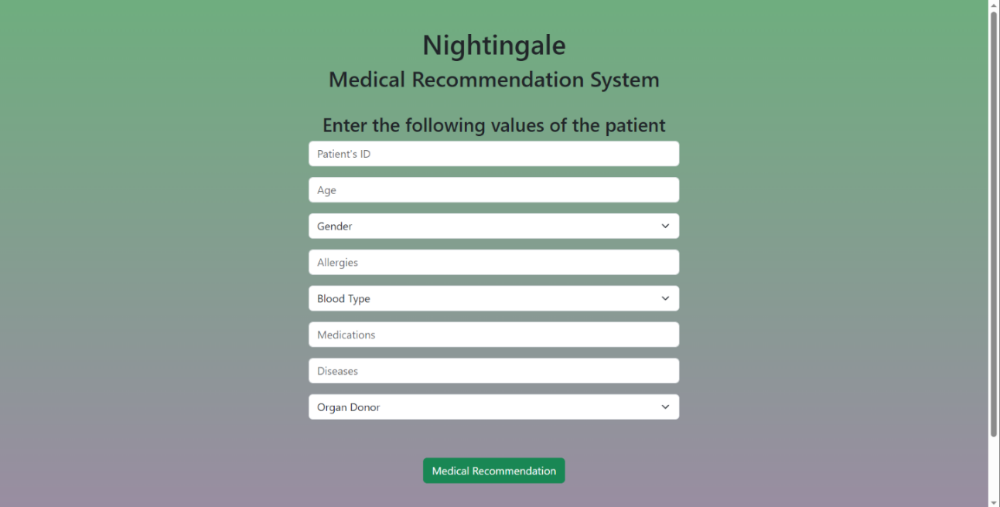 Nightingale
Medical Recommendation System
Enter the following values of the patient
Patient's ID
Age
Gender
Allergies
Blood Type
Medications
Diseases
Organ Donor
Medical Recommendation